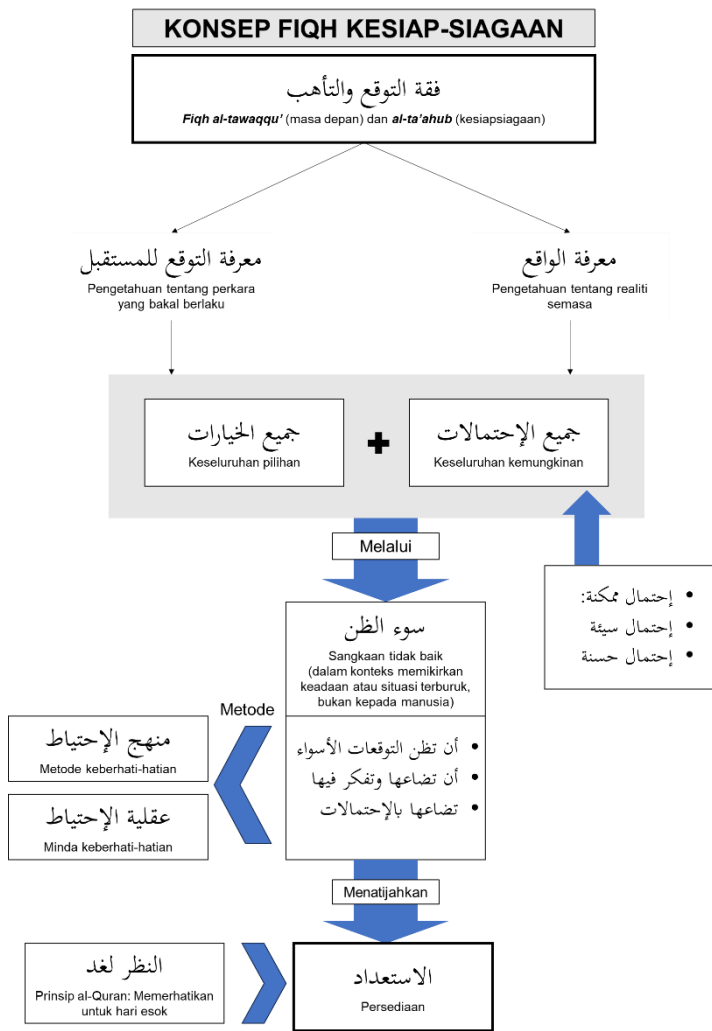 KONSEP FIQH KESIAP-SIAGAAN
فقة التوقع والتأهب
Fiqh al-tawaqqu' (masa depan) dan al-ta'ahub (kesiapsiagaan)
معرفة التوقع للمستقبل
Pengetahuan tentang perkara
yang bakal berlaku
معرفة الواقع
Pengetahuan tentang realiti
semasa
جميع الخيارات
Keseluruhan pilihan
+
جميع الإحتمالات
Keseluruhan kemungkinan
Melalui
• إحتمال ممكنة:
• إحتمال سيئة
• إحتمال حسنة
سوء الظن
Sangkaan tidak baik
(dalam konteks memikirkan
keadaan atau situasi terburuk,
bukan kepada manusia)
• أن تظن التوقعات الأسواء
• أن تضاعها وتفكر فيها
• تضاعها بالإحتمالات
Metode
منهج الإحتياط
Metode keberhati-hatian
عقلية الإحتياط
Minda keberhati-hatian
Menatijahkan
النظر لغد
Prinsip al-Quran: Memerhatikan
untuk hari esok
الاستعداد
Persediaan